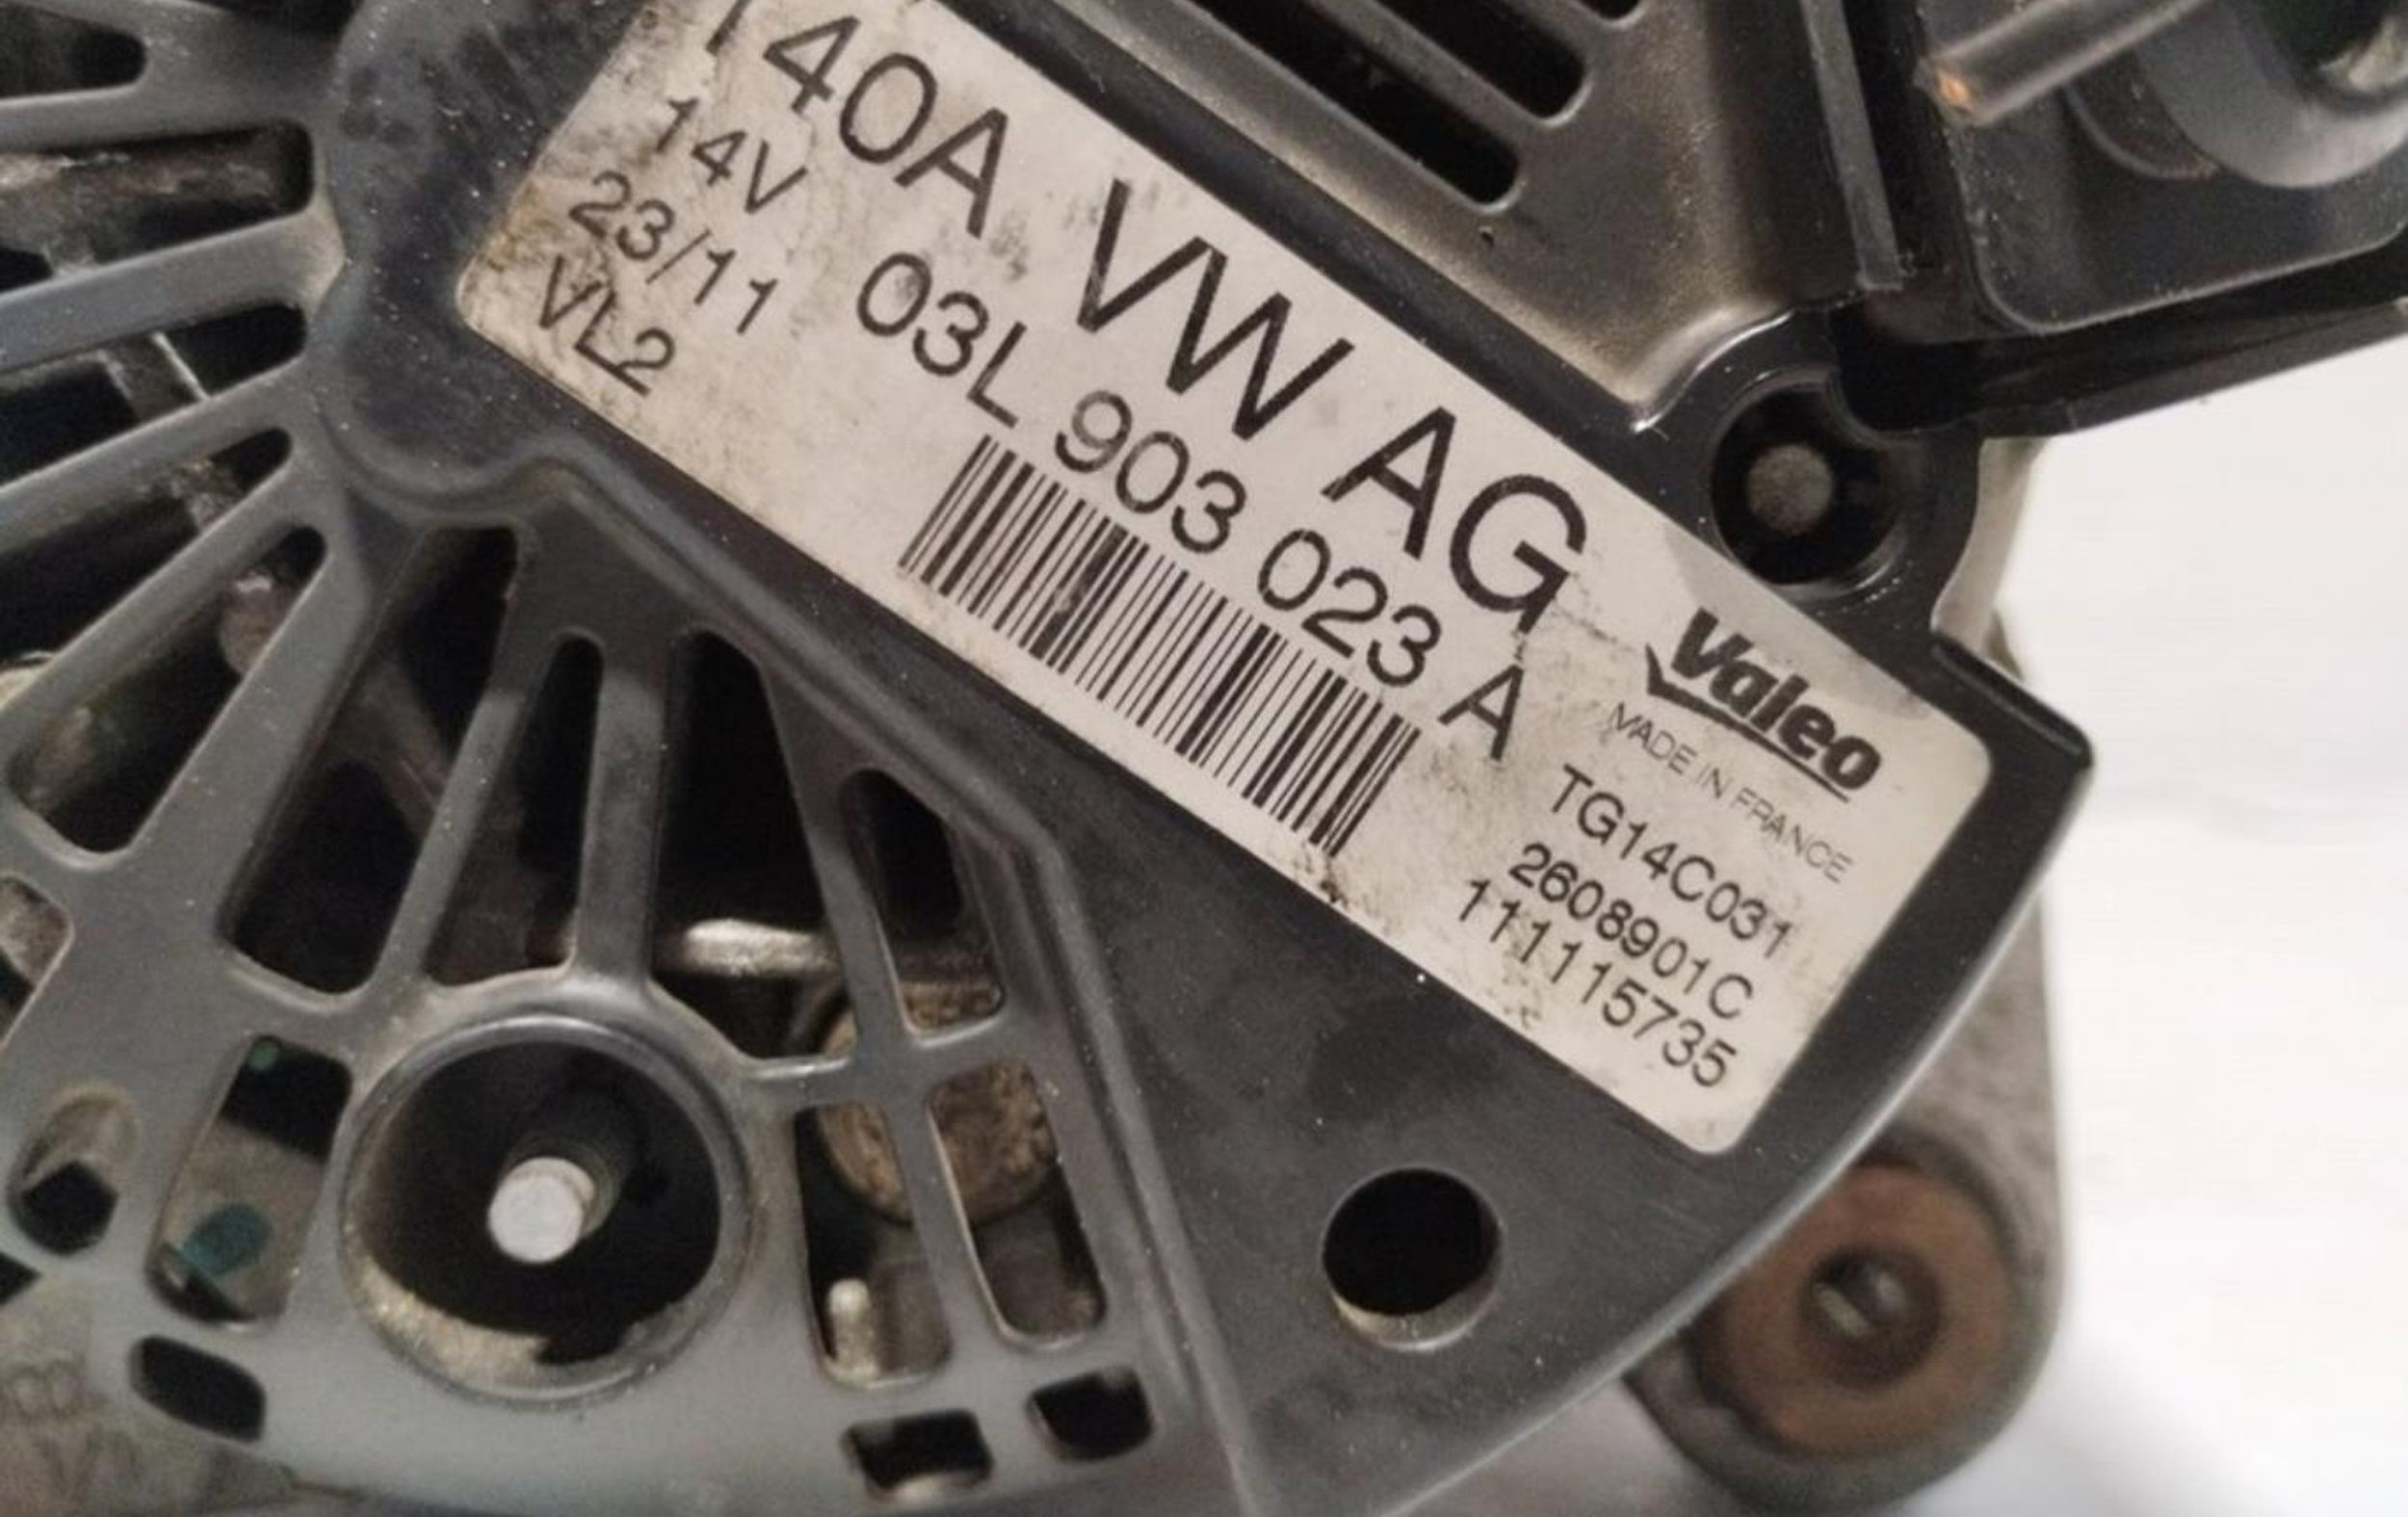 140A VW AG
14V 03L 903 023 A
23/11
VL2
Valeo
MADE IN FRANCE
TG14C031
2608901C
111115735